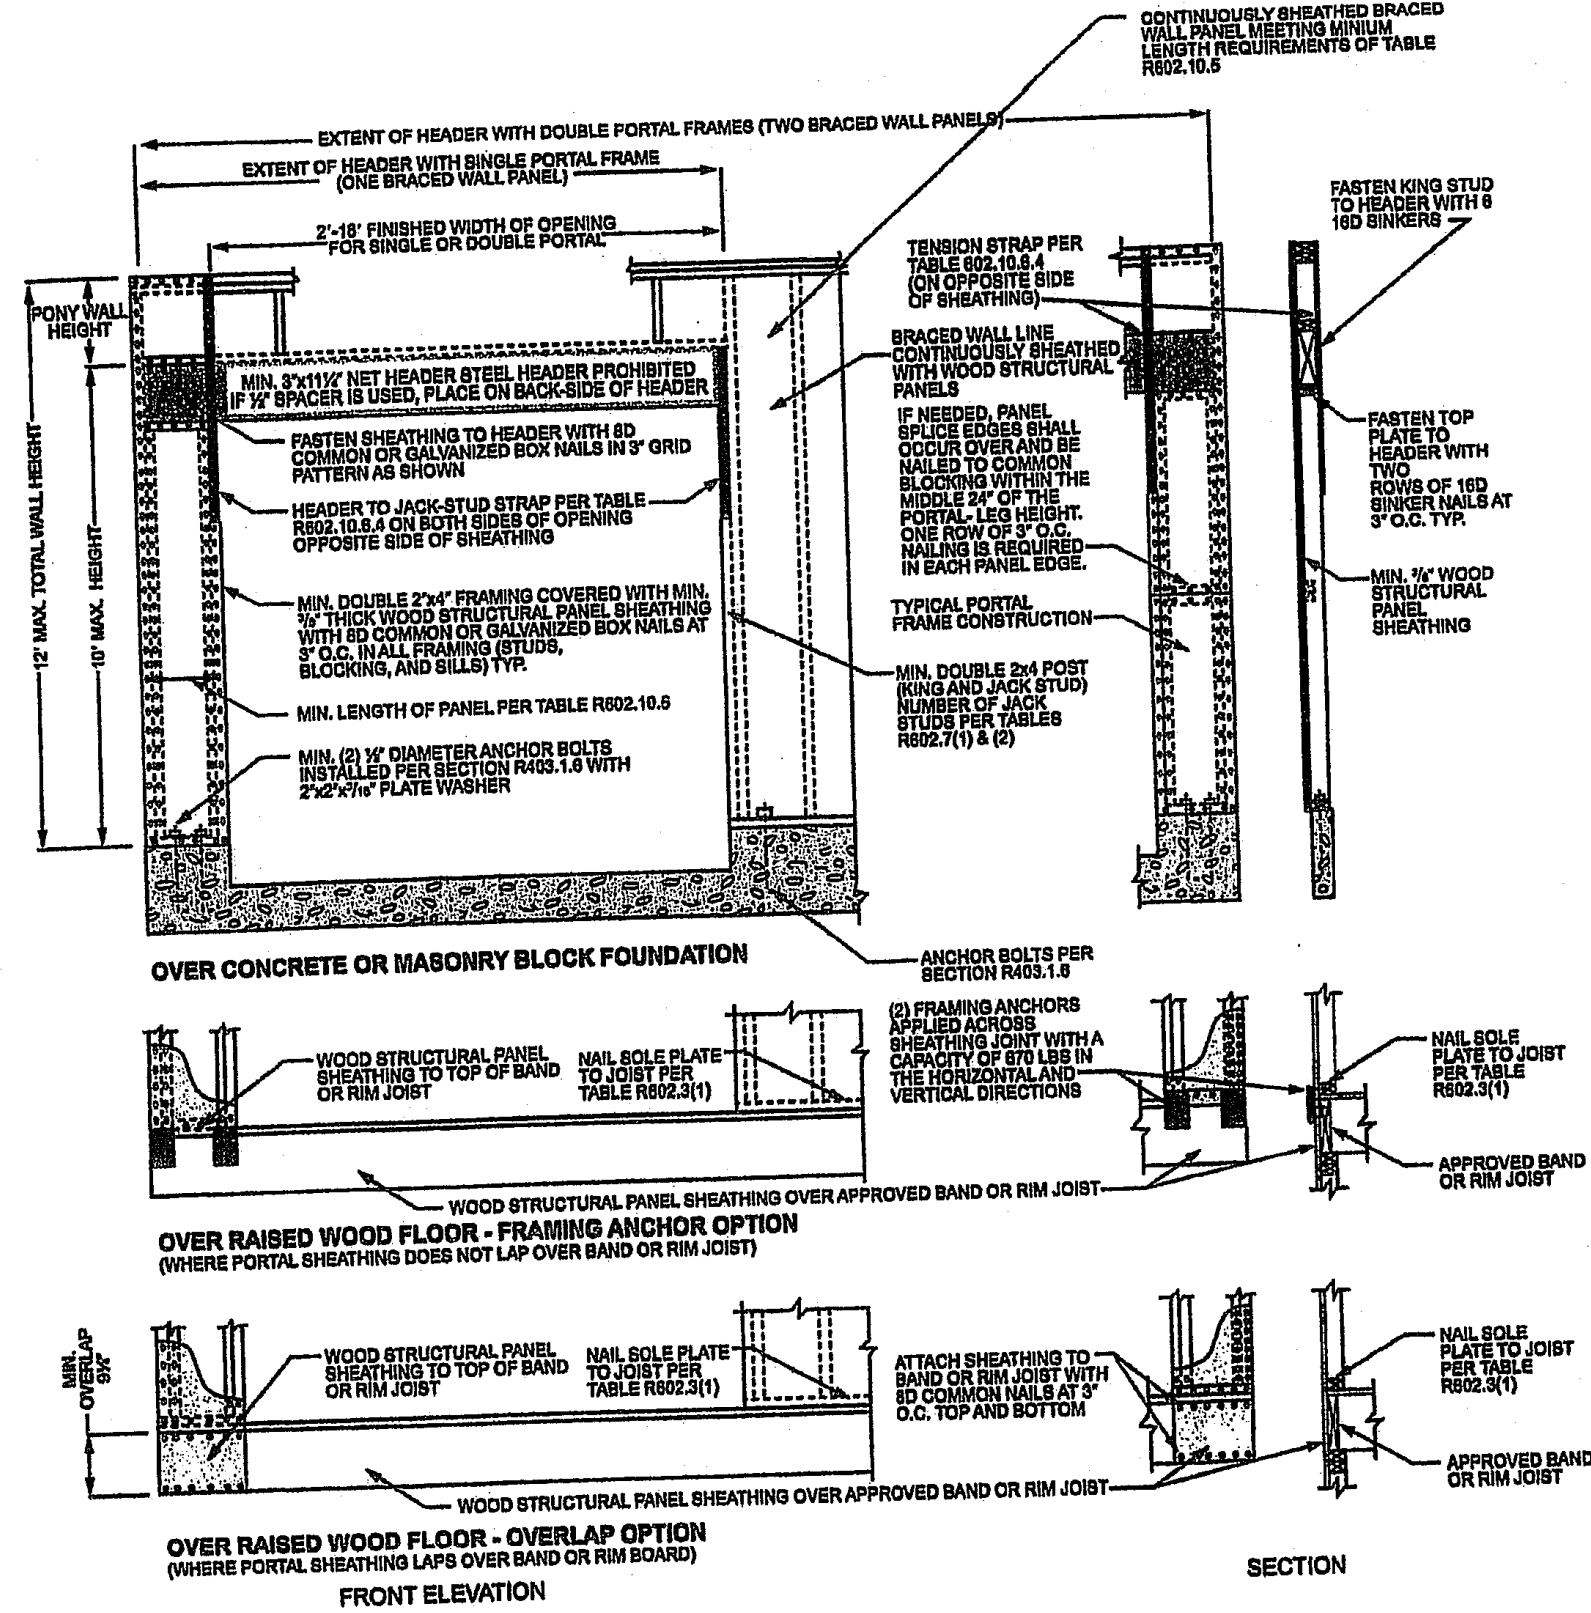 CONTINUOUSLY SHEATHED BRACED
WALL PANEL MEETING MINIUM
LENGTH REQUIREMENTS OF TABLE
R602.10.5
EXTENT OF HEADER WITH DOUBLE PORTAL FRAMES (TWO BRACED WALL PANELS)
EXTENT OF HEADER WITH SINGLE PORTAL FRAME
(ONE BRACED WALL PANEL)
2'-18' FINISHED WIDTH OF OPENING
FOR SINGLE OR DOUBLE PORTAL
FASTEN KING STUD
TO HEADER WITH 6
16D SINKERS
TENSION STRAP PER
TABLE 602.10.6.4
(ON OPPOSITE SIDE
OF SHEATHING)
PONY WALL
HEIGHT
12' MAX. TOTAL WALL HEIGHT
10' MAX. HEIGHT
MIN. 3"x11¼" NET HEADER STEEL HEADER PROHIBITED
IF ½" SPACER IS USED, PLACE ON BACK-SIDE OF HEADER
BRACED WALL LINE
CONTINUOUSLY SHEATHED
WITH WOOD STRUCTURAL
PANELS
FASTEN SHEATHING TO HEADER WITH 8D
COMMON OR GALVANIZED BOX NAILS IN 3" GRID
PATTERN AS SHOWN
HEADER TO JACK-STUD STRAP PER TABLE
R602.10.6.4 ON BOTH SIDES OF OPENING
OPPOSITE SIDE OF SHEATHING
IF NEEDED, PANEL
SPLICE EDGES SHALL
OCCUR OVER AND BE
NAILED TO COMMON
BLOCKING WITHIN THE
MIDDLE 24" OF THE
PORTAL- LEG HEIGHT.
ONE ROW OF 3" O.C.
NAILING IS REQUIRED
IN EACH PANEL EDGE.
FASTEN TOP
PLATE TO
HEADER WITH
TWO
ROWS OF 16D
SINKER NAILS AT
3" O.C. TYP.
MIN. DOUBLE 2"x4" FRAMING COVERED WITH MIN.
⅜" THICK WOOD STRUCTURAL PANEL SHEATHING
WITH 8D COMMON OR GALVANIZED BOX NAILS AT
3" O.C. IN ALL FRAMING (STUDS,
BLOCKING, AND SILLS) TYP.
TYPICAL PORTAL
FRAME CONSTRUCTION
MIN. ⅜" WOOD
STRUCTURAL
PANEL
SHEATHING
MIN. LENGTH OF PANEL PER TABLE R602.10.6
MIN. DOUBLE 2x4 POST
(KING AND JACK STUD)
NUMBER OF JACK
STUDS PER TABLES
R602.7(1) & (2)
MIN. (2) ½" DIAMETER ANCHOR BOLTS
INSTALLED PER SECTION R403.1.6 WITH
2"x2"x3/16" PLATE WASHER
OVER CONCRETE OR MASONRY BLOCK FOUNDATION
ANCHOR BOLTS PER
SECTION R403.1.6
WOOD STRUCTURAL PANEL
SHEATHING TO TOP OF BAND
OR RIM JOIST
NAIL SOLE PLATE
TO JOIST PER
TABLE R602.3(1)
(2) FRAMING ANCHORS
APPLIED ACROSS
SHEATHING JOINT WITH A
CAPACITY OF 670 LBS IN
THE HORIZONTAL AND
VERTICAL DIRECTIONS
NAIL SOLE
PLATE TO JOIST
PER TABLE
R602.3(1)
APPROVED BAND
OR RIM JOIST
WOOD STRUCTURAL PANEL SHEATHING OVER APPROVED BAND OR RIM JOIST
OVER RAISED WOOD FLOOR - FRAMING ANCHOR OPTION
(WHERE PORTAL SHEATHING DOES NOT LAP OVER BAND OR RIM JOIST)
MIN.
OVERLAP
9¼"
WOOD STRUCTURAL PANEL
SHEATHING TO TOP OF BAND
OR RIM JOIST
NAIL SOLE PLATE
TO JOIST PER
TABLE R602.3(1)
ATTACH SHEATHING TO
BAND OR RIM JOIST WITH
8D COMMON NAILS AT 3"
O.C. TOP AND BOTTOM
NAIL SOLE
PLATE TO JOIST
PER TABLE
R602.3(1)
APPROVED BAND
OR RIM JOIST
WOOD STRUCTURAL PANEL SHEATHING OVER APPROVED BAND OR RIM JOIST
OVER RAISED WOOD FLOOR - OVERLAP OPTION
(WHERE PORTAL SHEATHING LAPS OVER BAND OR RIM BOARD)
FRONT ELEVATION
SECTION